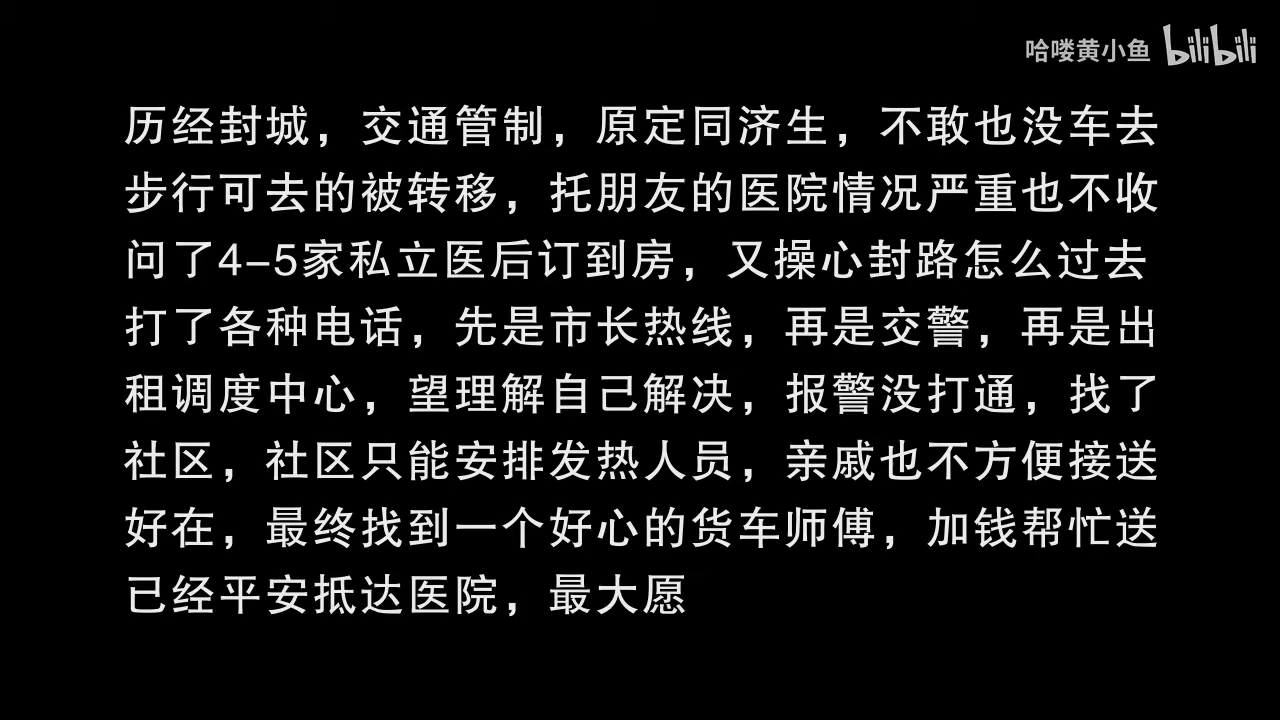 哈喽黄小鱼 bilibili
历经封城，交通管制，原定同济生，不敢也没车去
步行可去的被转移，托朋友的医院情况严重也不收
问了4-5家私立医后订到房，又操心封路怎么过去
打了各种电话，先是市长热线，再是交警，再是出
租调度中心，望理解自己解决，报警没打通，找了
社区，社区只能安排发热人员，亲戚也不方便接送
好在，最终找到一个好心的货车师傅，加钱帮忙送
已经平安抵达医院，最大愿